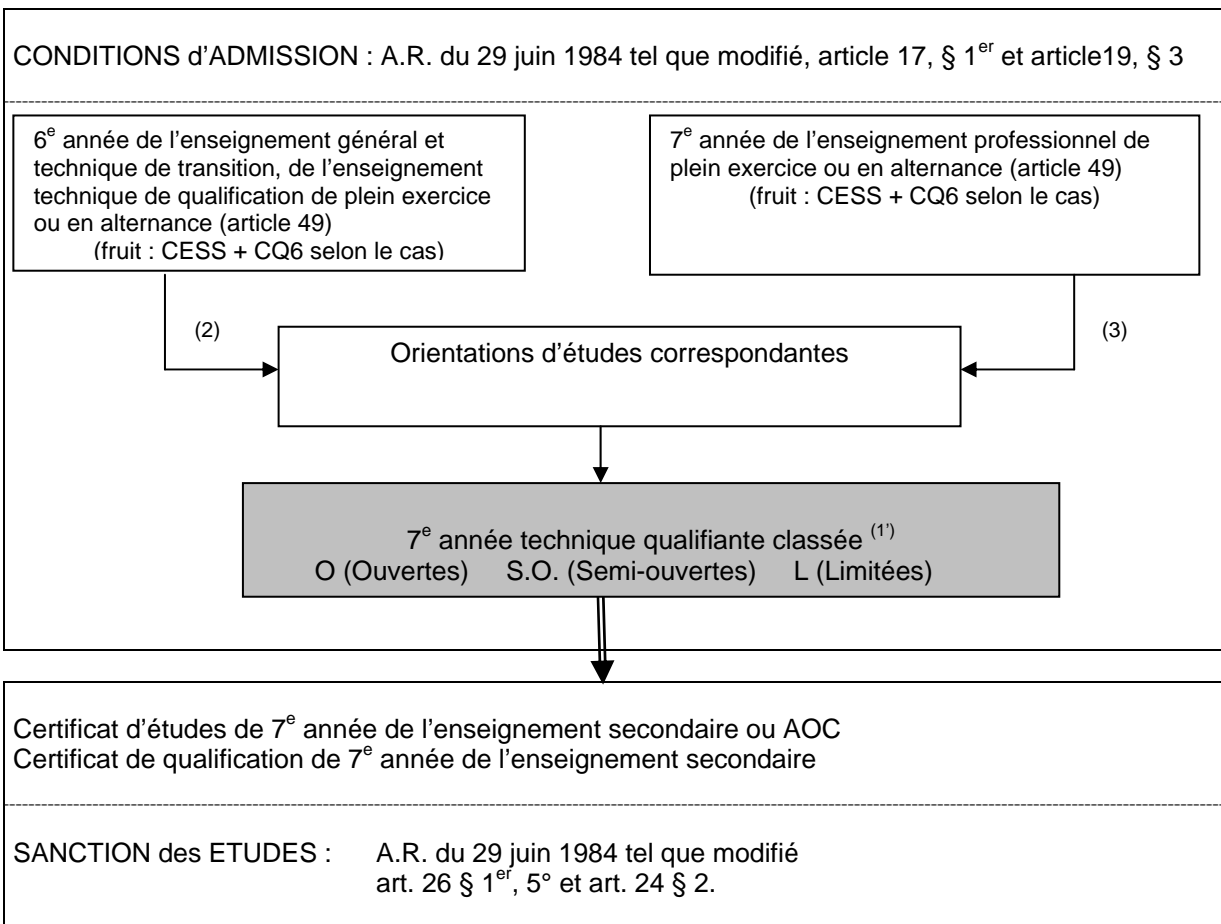 CONDITIONS d'ADMISSION : A.R. du 29 juin 1984 tel que modifié, article 17, § 1er et article19, § 3
6e année de l'enseignement général et
technique de transition, de l'enseignement
technique de qualification de plein exercice
ou en alternance (article 49)
(fruit : CESS + CQ6 selon le cas)
7e année de l'enseignement professionnel de
plein exercice ou en alternance (article 49)
(fruit : CESS + CQ6 selon le cas)
(2)
(3)
Orientations d'études correspondantes
7e année technique qualifiante classée (1')
O (Ouvertes) S.O. (Semi-ouvertes) L (Limitées)
Certificat d'études de 7e année de l'enseignement secondaire ou AOC
Certificat de qualification de 7e année de l'enseignement secondaire
SANCTION des ETUDES : A.R. du 29 juin 1984 tel que modifié
art. 26 § 1er, 5° et art. 24 § 2.